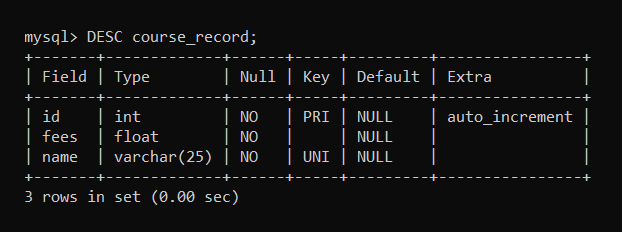 mysql> DESC course_record;
+-------+-------------+------+-----+---------+----------------+
| Field | Type        | Null | Key | Default | Extra          |
+-------+-------------+------+-----+---------+----------------+
| id    | int         | NO   | PRI | NULL    | auto_increment |
| fees  | float       | NO   |     | NULL    |                |
| name  | varchar(25) | NO   | UNI | NULL    |                |
+-------+-------------+------+-----+---------+----------------+
3 rows in set (0.00 sec)